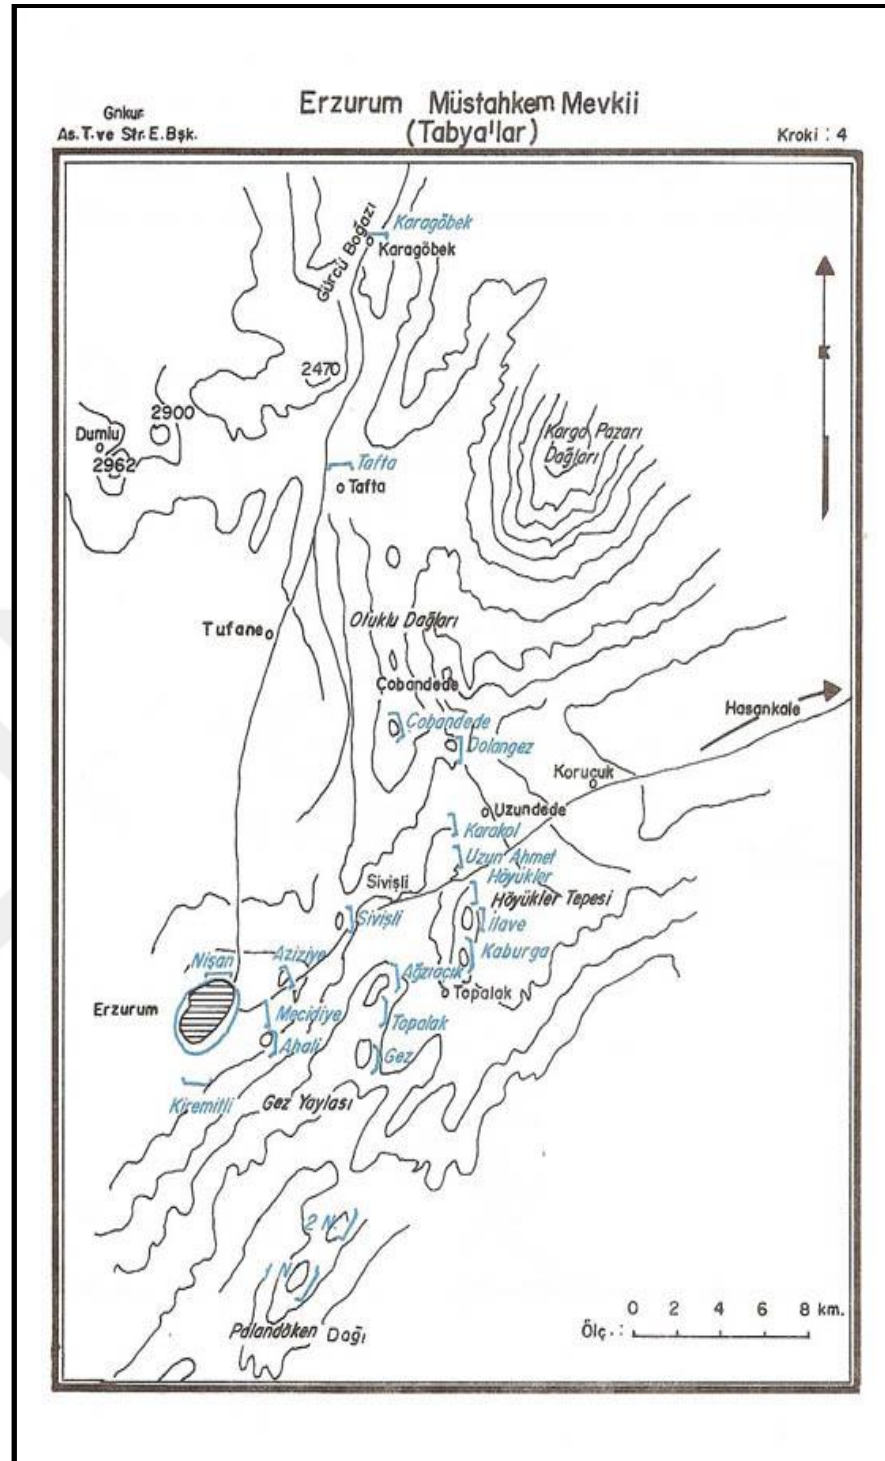 Gnkur.
As. T. ve Str. E. Bşk.
Erzurum Müstahkem Mevkii
(Tabya'lar)
Kroki : 4
Karagöbek
Gürcü Boğazı
Karagöbek
K
2470
2900
Dumlu
2962
Kargo Pazarı
Dağları
Tafta
Tafta
Oluklu Dağları
Tufane
Çobandede
Hasankale
Çobandede
Dolangez
Koruçuk
Uzundede
Karakol
Uzun Ahmet
Höyükler
Sivişli
Höyükler Tepesi
Sivişli
İlave
Kaburga
Nişan
Aziziye
Ağzıaçık
Topalak
Erzurum
Mecidiye
Topalak
Ahali
Gez
Kiremitli
Gez Yaylası
2 N.
1 N.
Palandöken Dağı
0 2 4 6 8 km.
Ölç. :